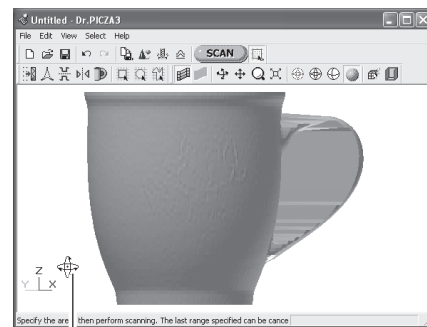 Untitled - Dr.PICZA3
File Edit View Select Help
SCAN
Z
Y X
Specify the are then perform scanning. The last range specified can be cance